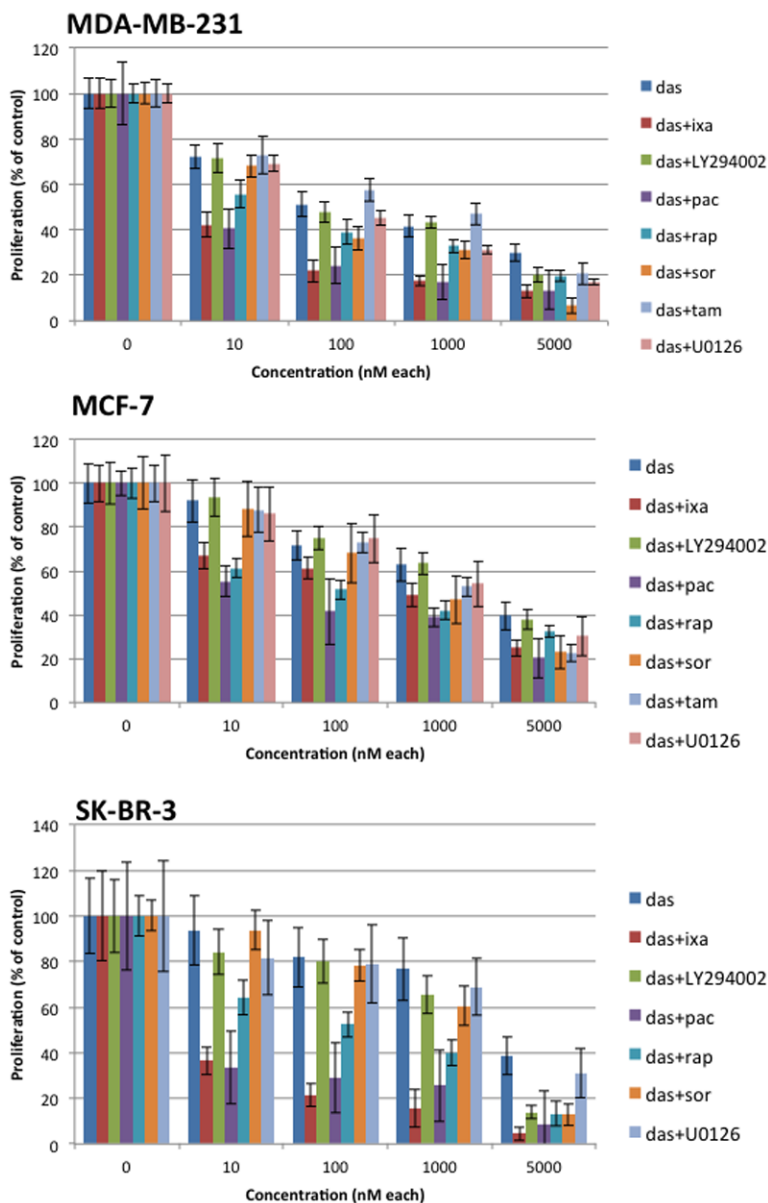 MDA-MB-231
120
100
80
60
40
20
0
Proliferation (% of control)
0 10 100 1000 5000
Concentration (nM each)
das
das+ixa
das+LY294002
das+pac
das+rap
das+sor
das+tam
das+U0126
MCF-7
120
100
80
60
40
20
0
Proliferation (% of control)
0 10 100 1000 5000
Concentration (nM each)
das
das+ixa
das+LY294002
das+pac
das+rap
das+sor
das+tam
das+U0126
SK-BR-3
140
120
100
80
60
40
20
0
Proliferation (% of control)
0 10 100 1000 5000
Concentration (nM each)
das
das+ixa
das+LY294002
das+pac
das+rap
das+sor
das+U0126